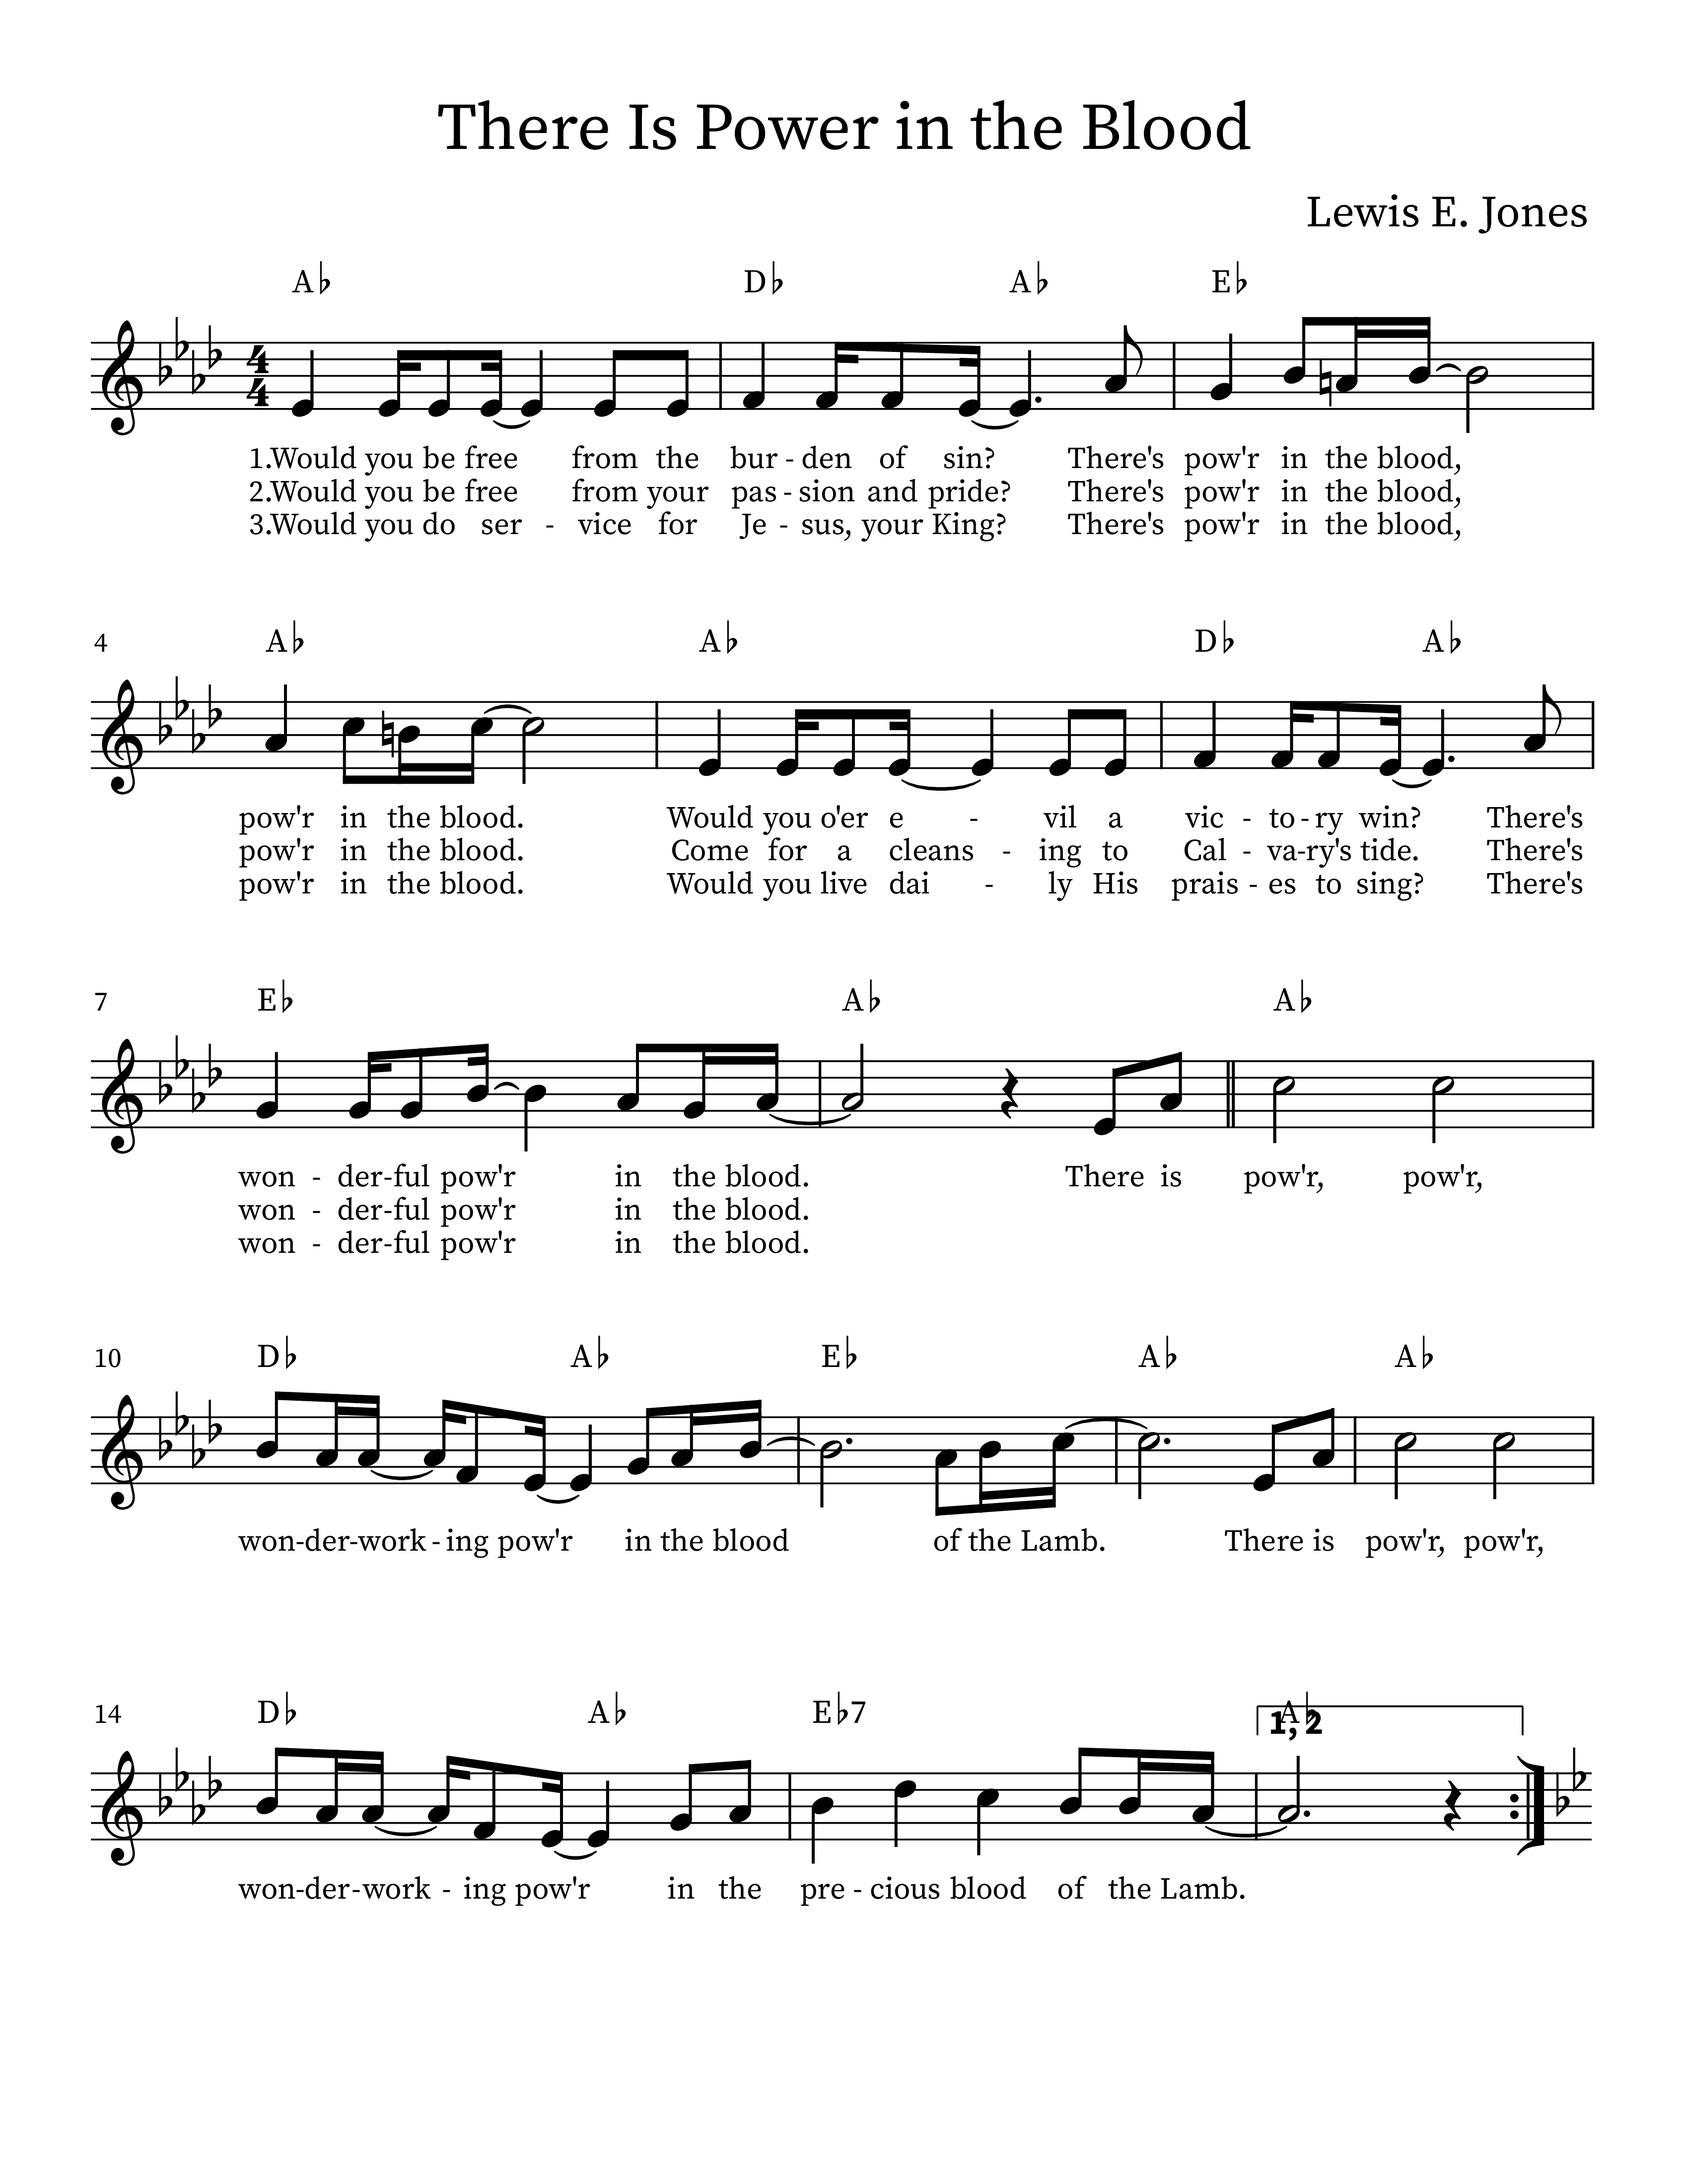 There Is Power in the Blood
Lewis E. Jones
A♭ D♭ A♭ E♭
4/4
1.Would you be free from the bur - den of sin? There's pow'r in the blood,
2.Would you be free from your pas - sion and pride? There's pow'r in the blood,
3.Would you do ser - vice for Je - sus, your King? There's pow'r in the blood,
4 A♭ A♭ D♭ A♭
pow'r in the blood. Would you o'er e - vil a vic - to - ry win? There's
pow'r in the blood. Come for a cleans - ing to Cal - va-ry's tide. There's
pow'r in the blood. Would you live dai - ly His prais - es to sing? There's
7 E♭ A♭ A♭
won - der-ful pow'r in the blood. There is pow'r, pow'r,
won - der-ful pow'r in the blood.
won - der-ful pow'r in the blood.
10 D♭ A♭ E♭ A♭ A♭
won-der-work - ing pow'r in the blood of the Lamb. There is pow'r, pow'r,
14 D♭ A♭ E♭7 A♭
1, 2
won-der-work - ing pow'r in the pre - cious blood of the Lamb.